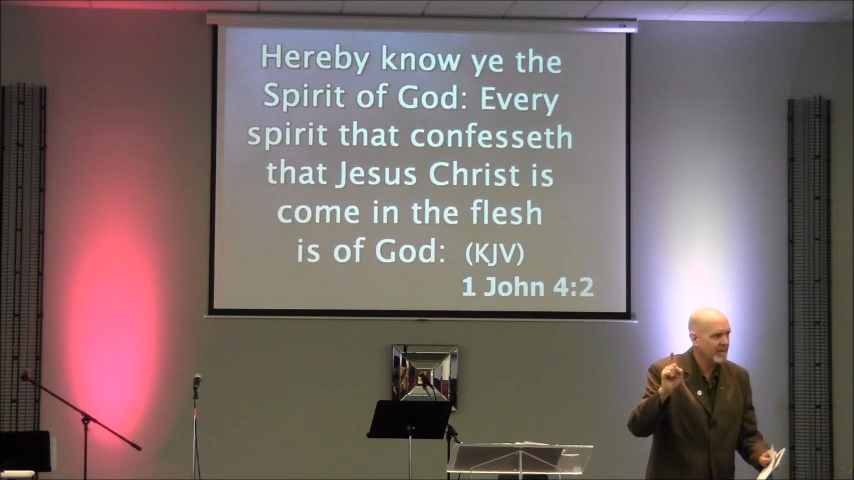 Hereby know ye the
Spirit of God: Every
spirit that confesseth
that Jesus Christ is
come in the flesh
is of God: (KJV)
1 John 4:2